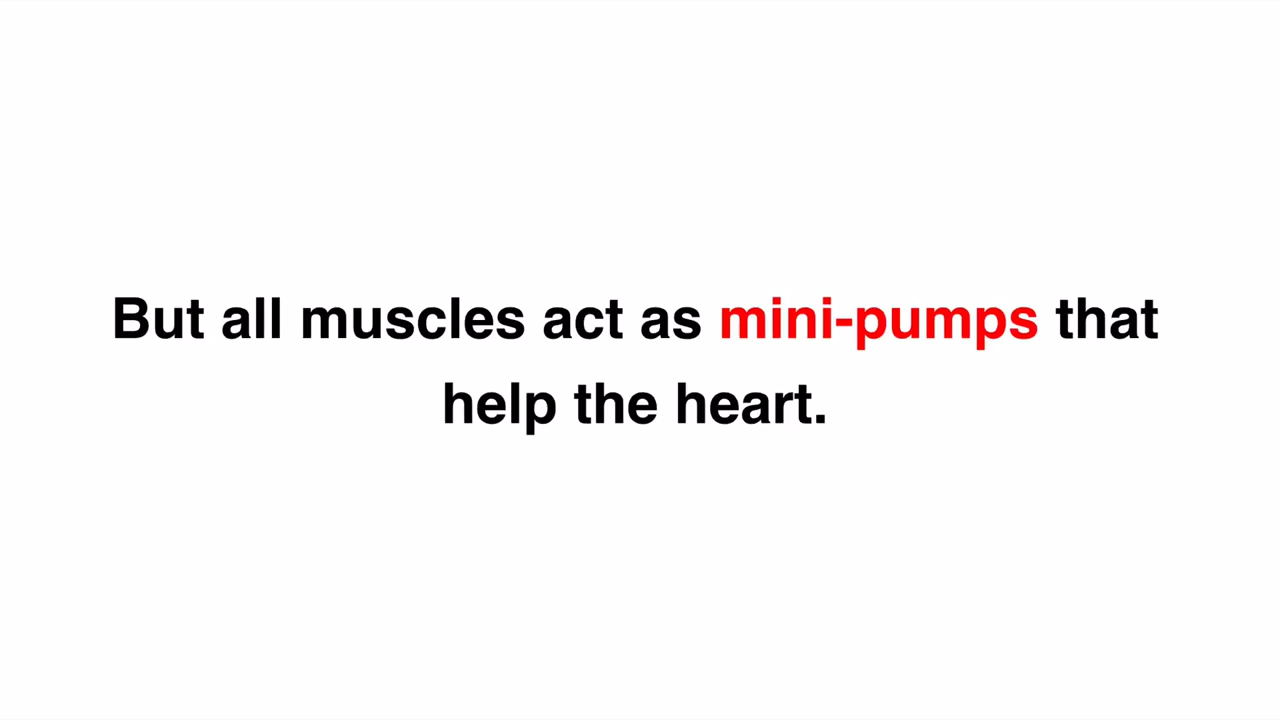 But all muscles act as mini-pumps that
help the heart.